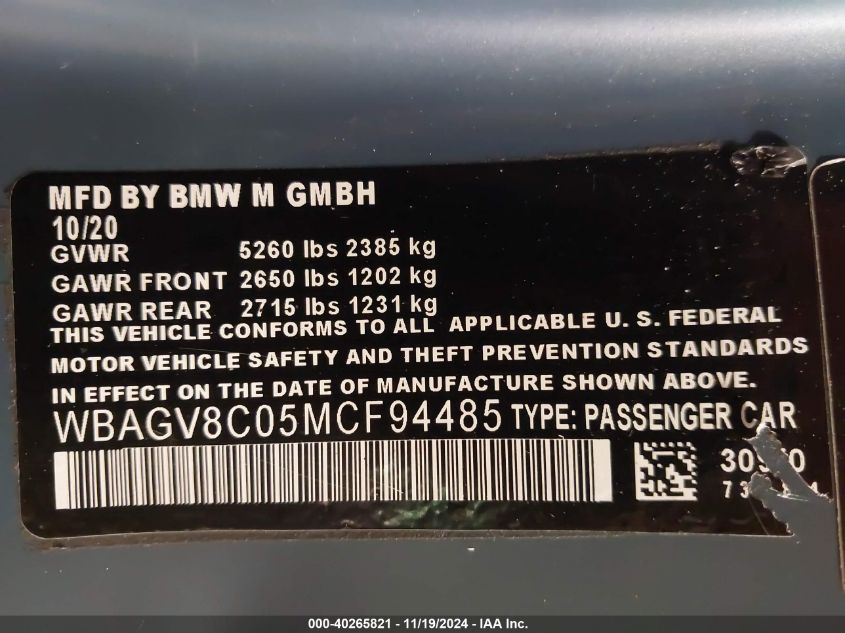 MFD BY BMW M GMBH
10/20
GVWR 5260 lbs 2385 kg
GAWR FRONT 2650 lbs 1202 kg
GAWR REAR 2715 lbs 1231 kg
THIS VEHICLE CONFORMS TO ALL APPLICABLE U. S. FEDERAL
MOTOR VEHICLE SAFETY AND THEFT PREVENTION STANDARDS
IN EFFECT ON THE DATE OF MANUFACTURE SHOWN ABOVE.
WBAGV8C05MCF94485 TYPE: PASSENGER CAR
000-40265821 - 11/19/2024 - IAA Inc.